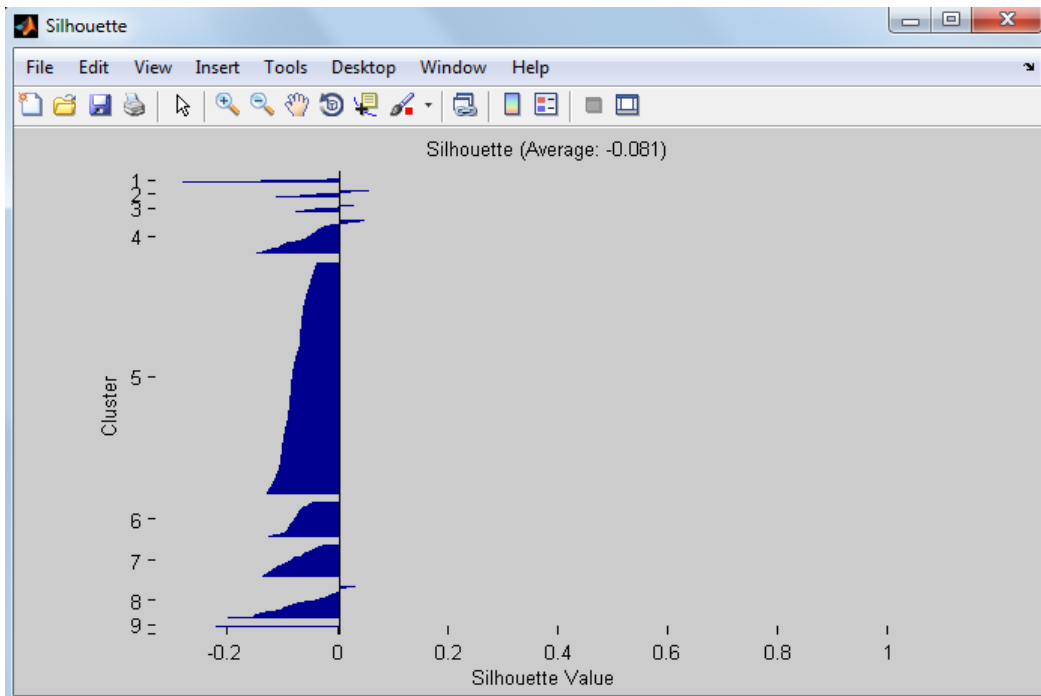 Silhouette
File Edit View Insert Tools Desktop Window Help
Silhouette (Average: -0.081)
1
2
3
4
5
6
7
8
9
Cluster
-0.2 0 0.2 0.4 0.6 0.8 1
Silhouette Value